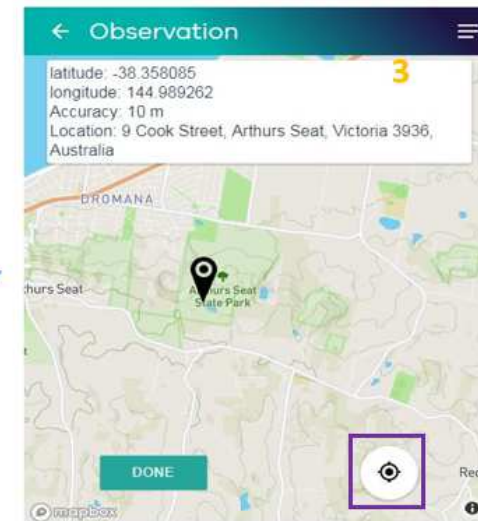 ← Observation
latitude: -38.358085
3
longitude: 144.989262
Accuracy: 10 m
Location: 9 Cook Street, Arthurs Seat, Victoria 3936,
Australia
DROMANA
hurs Seat
Arthurs Seat
State Park
DONE
Rec
mapbox